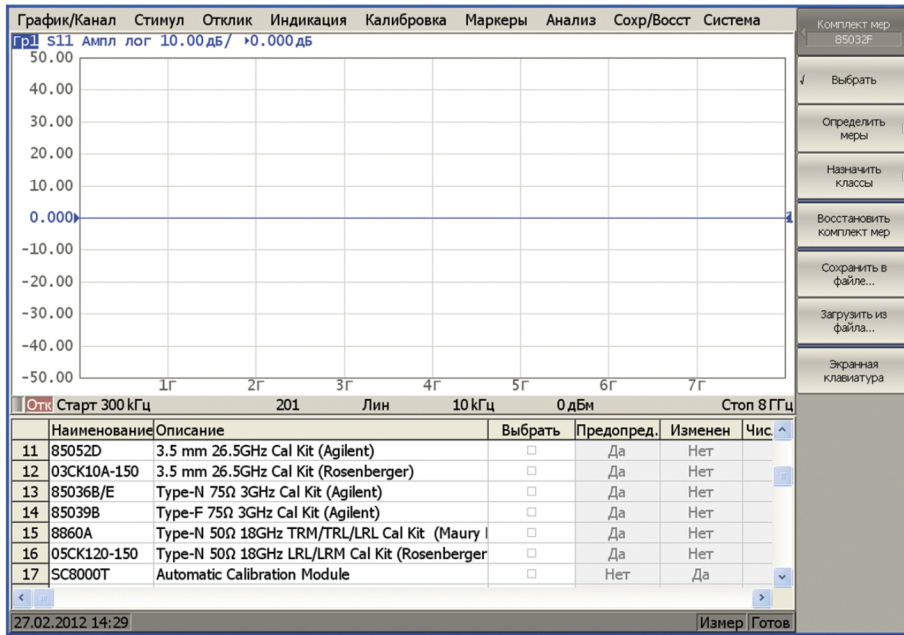 График/Канал Стимул Отклик Индикация Калибровка Маркеры Анализ Сохр/Восст Система
Гр1 S11 Ампл лог 10.00дБ/ 0.000дБ
50.00
40.00
30.00
20.00
10.00
0.000
-10.00
-20.00
-30.00
-40.00
-50.00
1Г 2Г 3Г 4Г 5Г 6Г 7Г
1
Отк Старт 300 kГц 201 Лин 10 kГц 0 дБм Стоп 8 ГГц
Наименование Описание Выбрать Предопред. Изменен Чис
11 85052D 3.5 mm 26.5GHz Cal Kit (Agilent) Да Нет
12 03CK10A-150 3.5 mm 26.5GHz Cal Kit (Rosenberger) Да Нет
13 85036B/E Type-N 75Ω 3GHz Cal Kit (Agilent) Да Нет
14 85039B Type-F 75Ω 3GHz Cal Kit (Agilent) Да Нет
15 8860A Type-N 50Ω 18GHz TRM/TRL/LRL Cal Kit (Maury Да Нет
16 05CK120-150 Type-N 50Ω 18GHz LRL/LRM Cal Kit (Rosenberger Да Нет
17 SC8000T Automatic Calibration Module Нет Да
27.02.2012 14:29 Измер Готов
Комплект мер
85032F
√ Выбрать
Определить
меры
Назначить
классы
Восстановить
комплект мер
Сохранить в
файле...
Загрузить из
файла...
Экранная
клавиатура